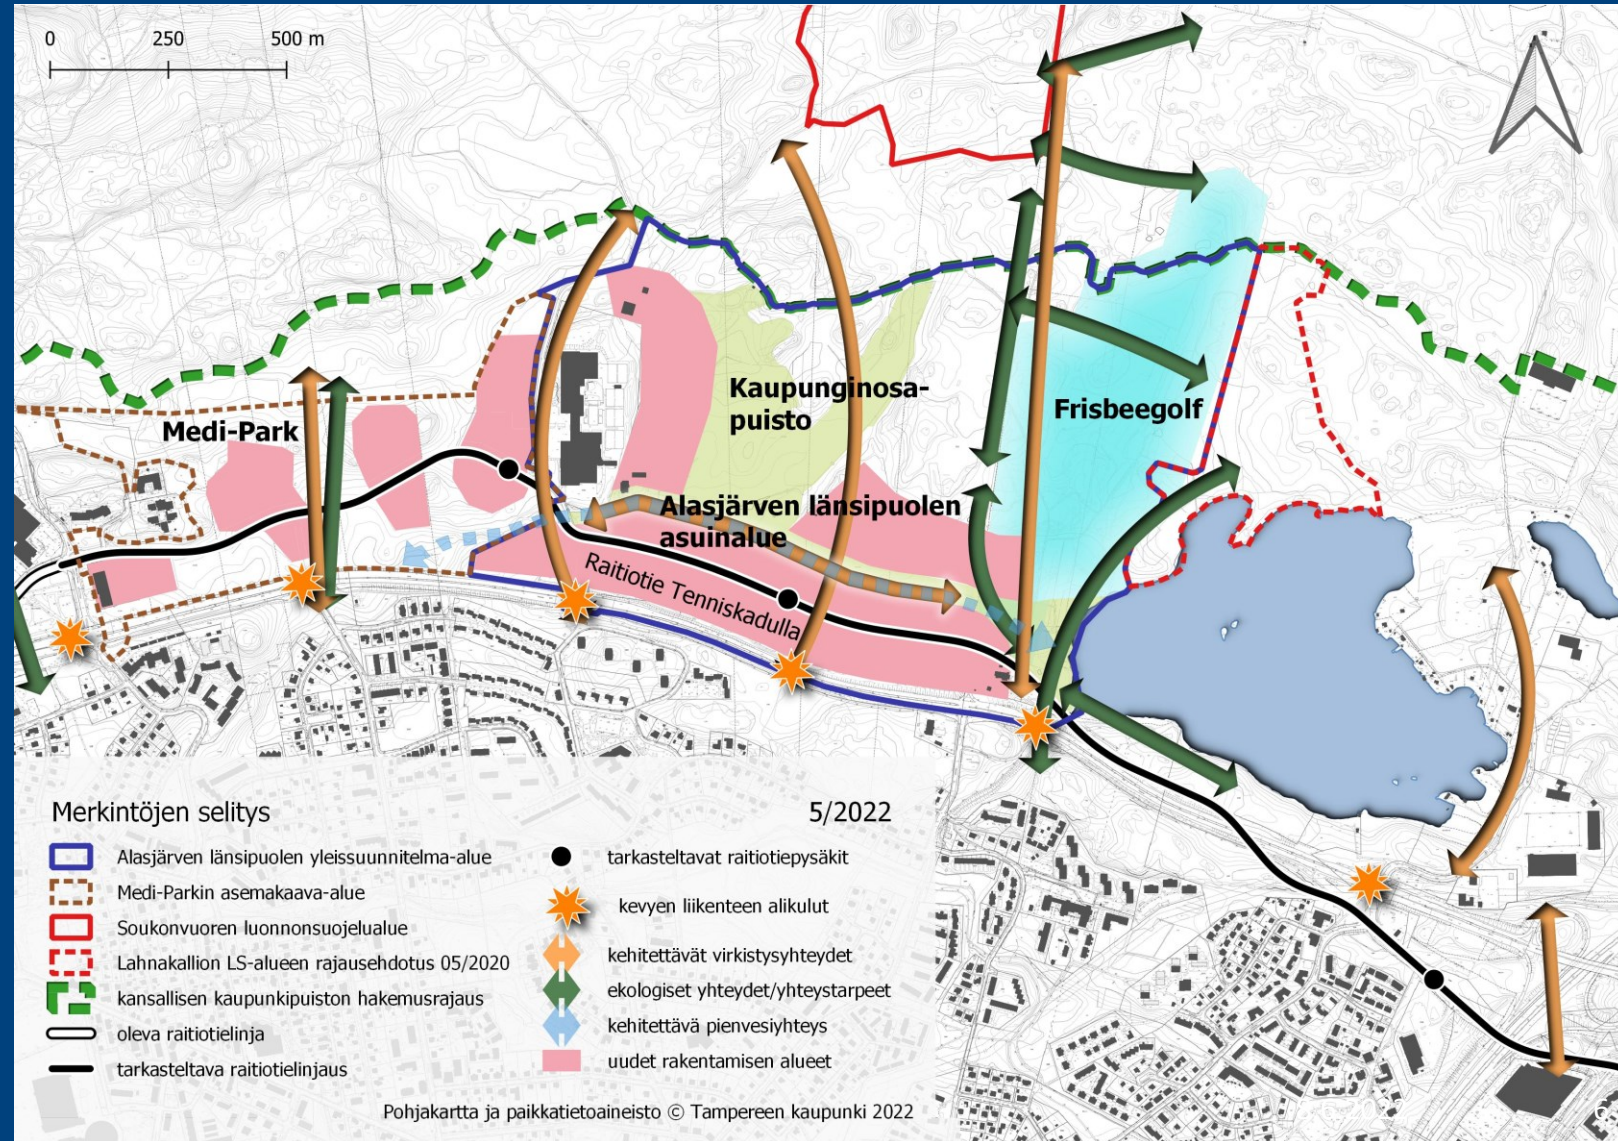 0 250 500 m
Medi-Park
Kaupunginosa-
puisto
Frisbeegolf
Alasjärven länsipuolen
asuinalue
Raitiotie Tenniskadulla
Merkintöjen selitys
5/2022
Alasjärven länsipuolen yleissuunnitelma-alue
Medi-Parkin asemakaava-alue
Soukonvuoren luonnonsuojelualue
Lahnakallion LS-alueen rajausehdotus 05/2020
kansallisen kaupunkipuiston hakemusrajaus
oleva raitiotielinja
tarkasteltava raitiotielinjaus
tarkasteltavat raitiotiepysäkit
kevyen liikenteen alikulut
kehitettävät virkistysyhteydet
ekologiset yhteydet/yhteystarpeet
kehitettävä pienvesiyhteys
uudet rakentamisen alueet
Pohjakartta ja paikkatietoaineisto © Tampereen kaupunki 2022